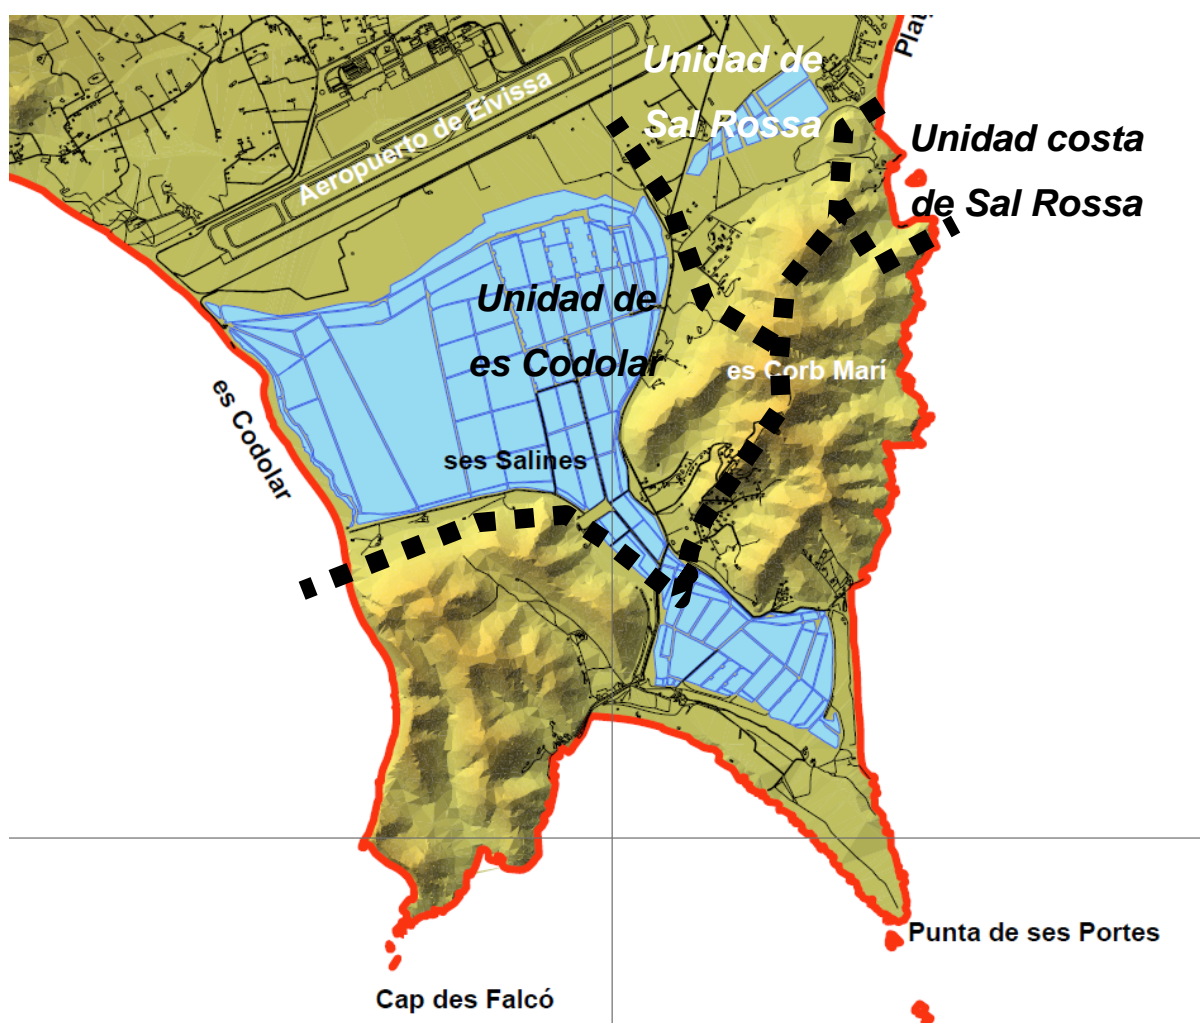 Plat
Unidad de
Sal Rossa
Aeropuerto de Eivissa
Unidad costa
de Sal Rossa
Unidad de
es Codolar
es Corb Marí
es Codolar
ses Salines
Punta de ses Portes
Cap des Falcó